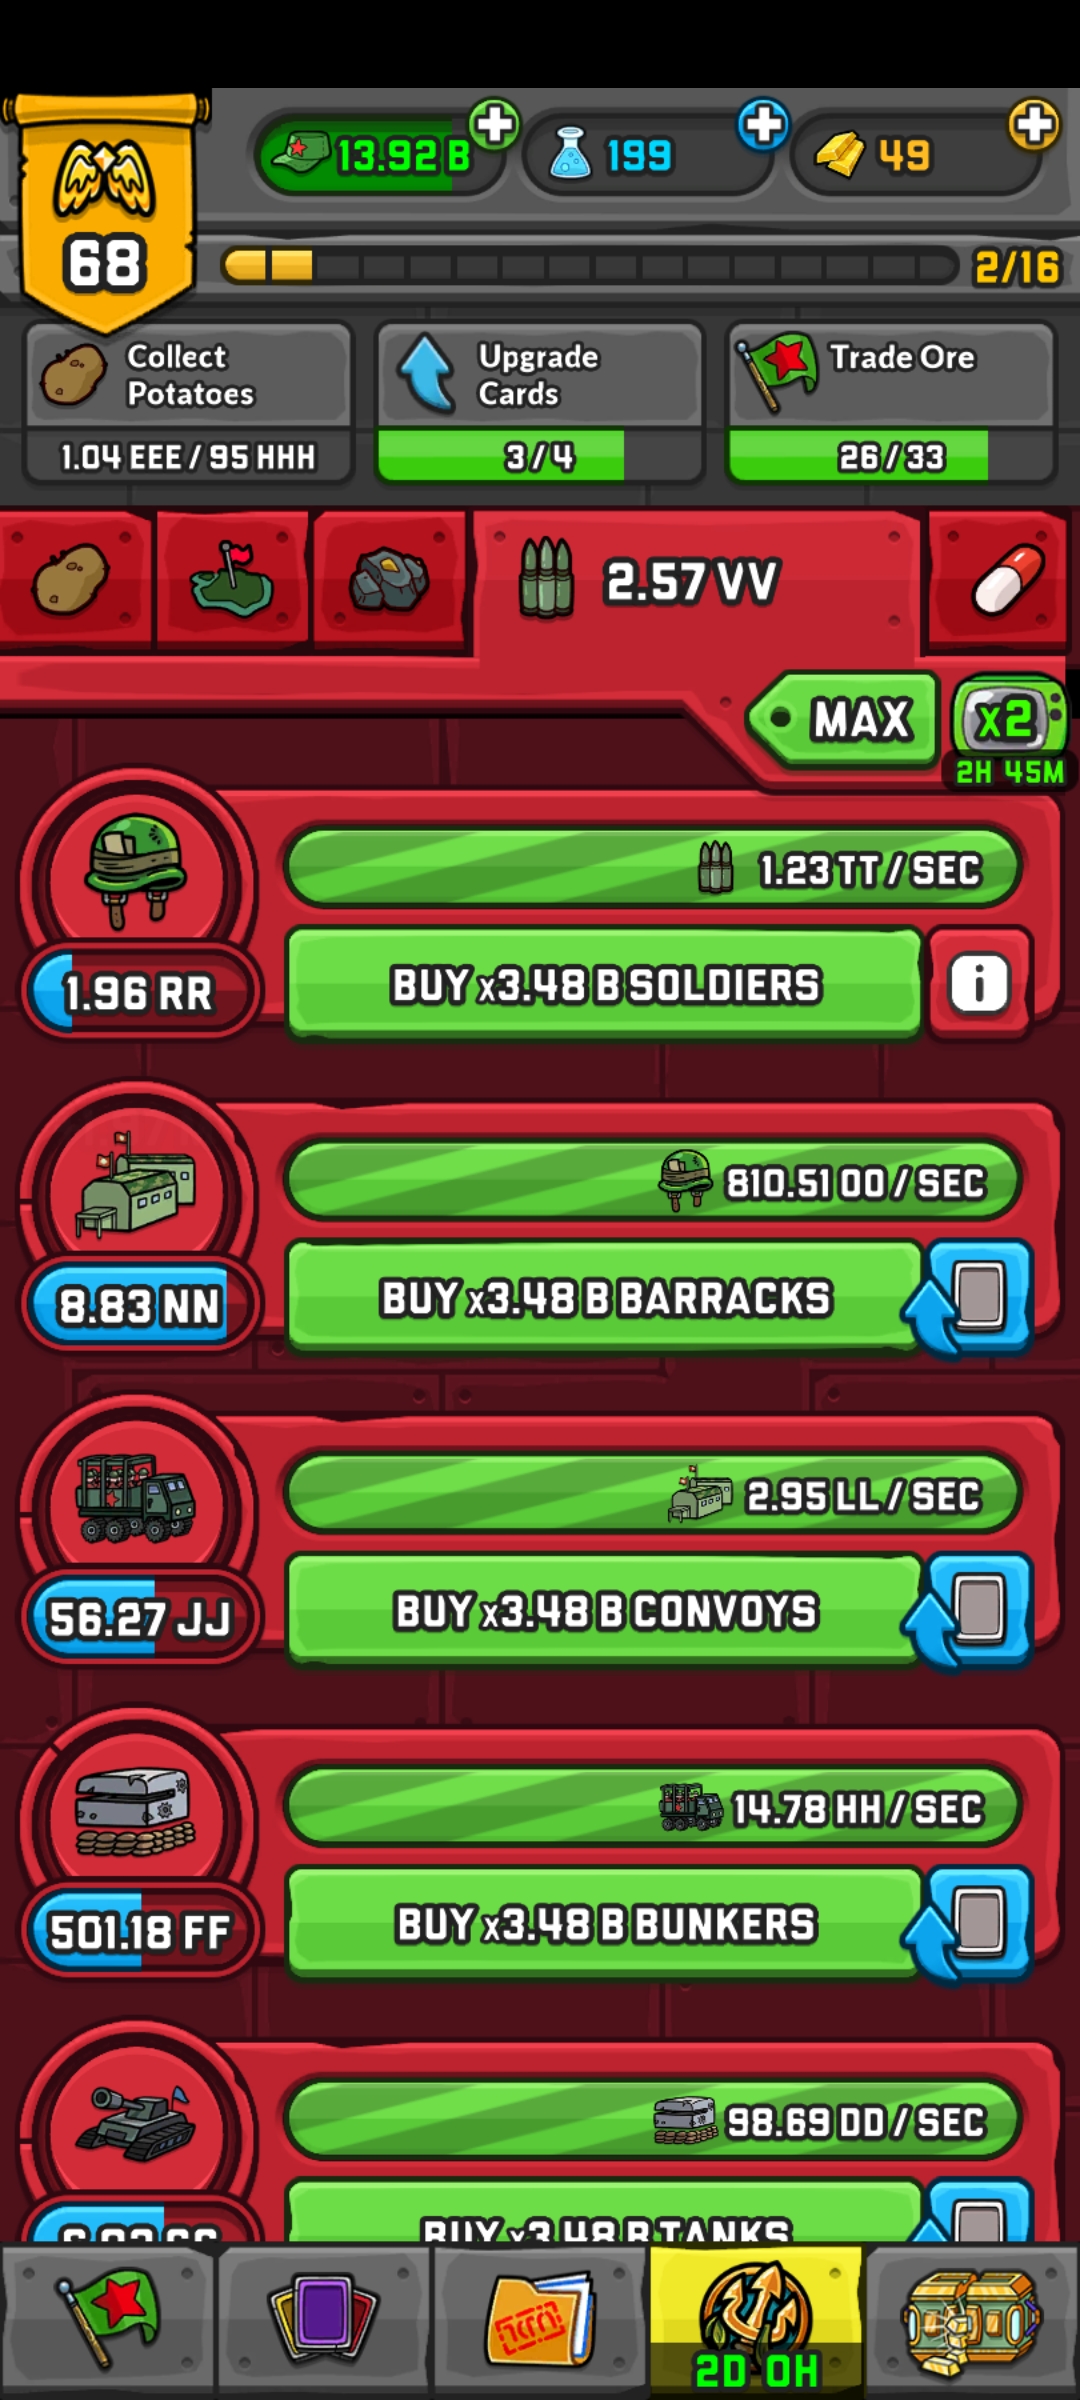 13.92 B
199
49
68
2/16
Collect
Potatoes
1.04 EEE / 95 HHH
Upgrade
Cards
3/4
Trade Ore
26/33
2.57 VV
MAX
x2
2H 45M
1.23 TT / SEC
1.96 RR
BUY x3.48 B SOLDIERS
i
810.51 OO / SEC
8.83 NN
BUY x3.48 B BARRACKS
2.95 LL / SEC
56.27 JJ
BUY x3.48 B CONVOYS
14.78 HH / SEC
501.18 FF
BUY x3.48 B BUNKERS
98.69 DD / SEC
BUY x3.48 B TANKS
2D 0H